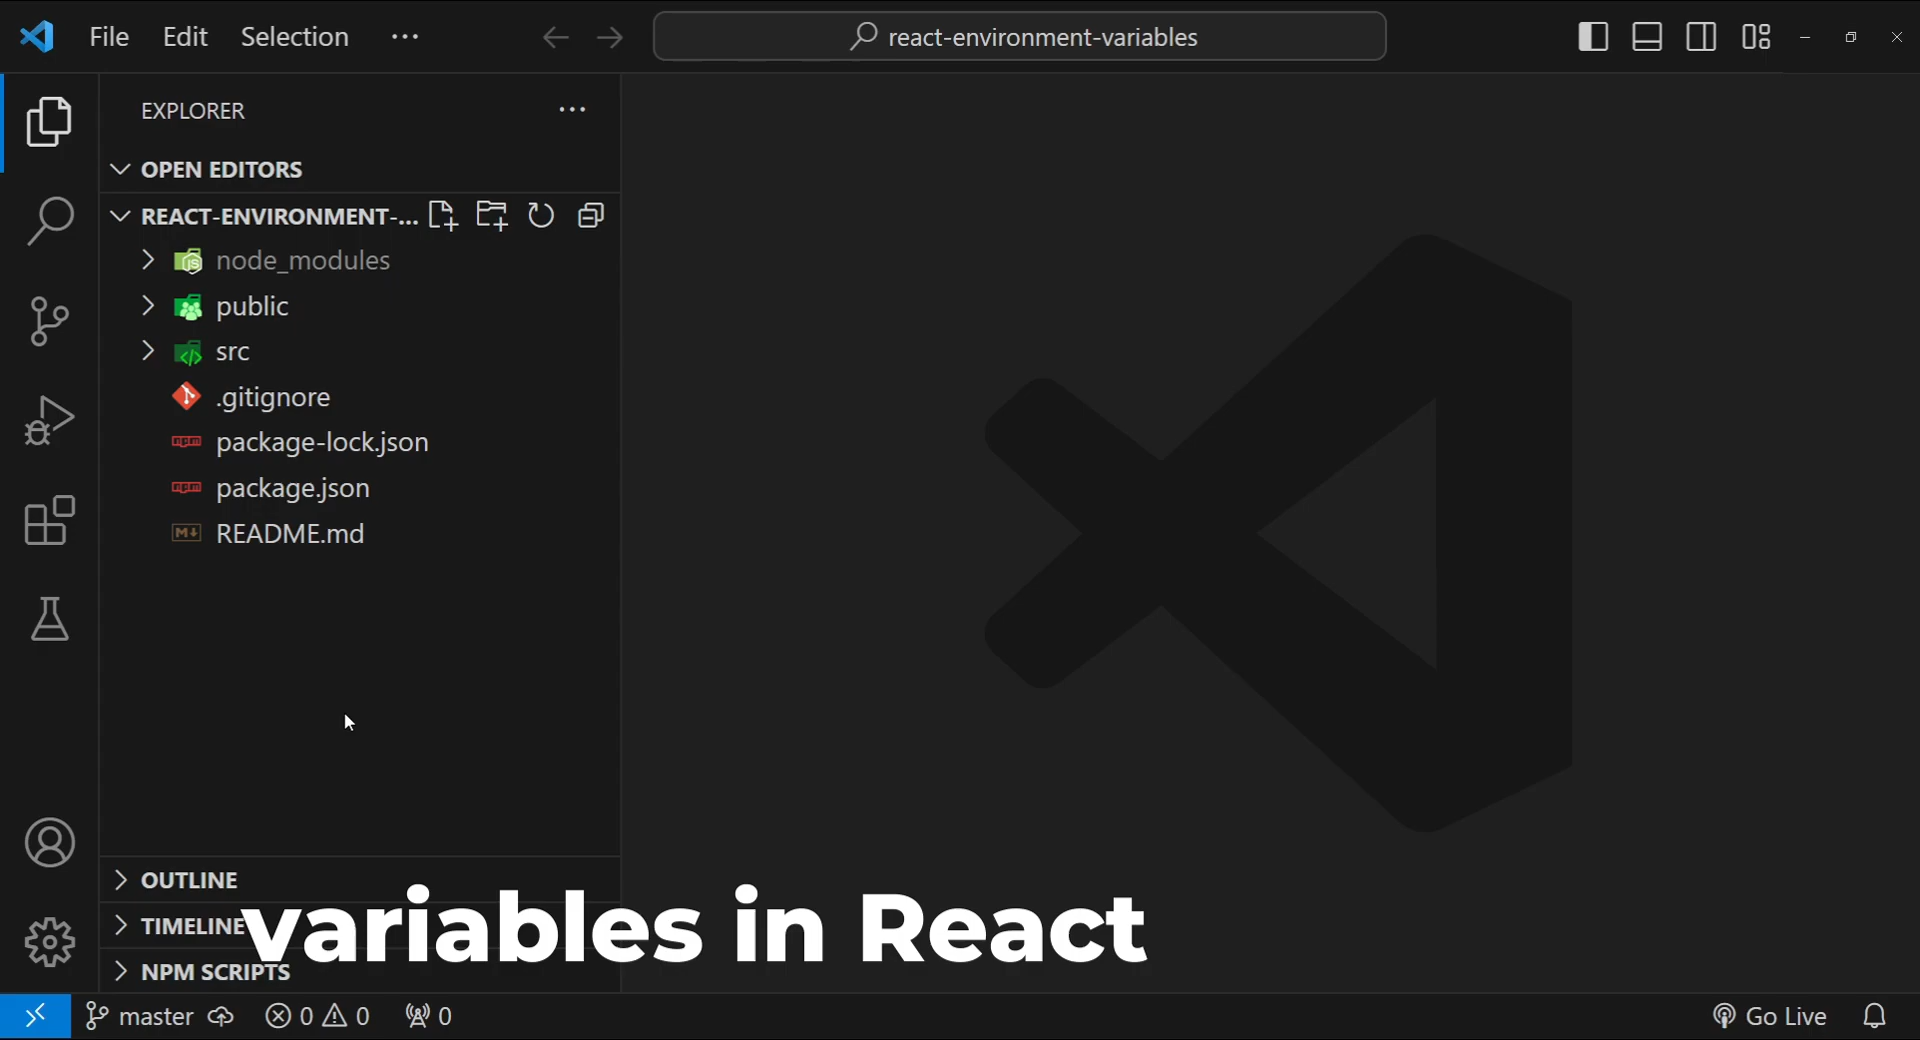 File Edit Selection ···
react-environment-variables
EXPLORER ···
OPEN EDITORS
REACT-ENVIRONMENT-...
node_modules
public
src
.gitignore
package-lock.json
package.json
README.md
OUTLINE
TIMELINE
NPM SCRIPTS
variables in React
master 0 0 0 Go Live